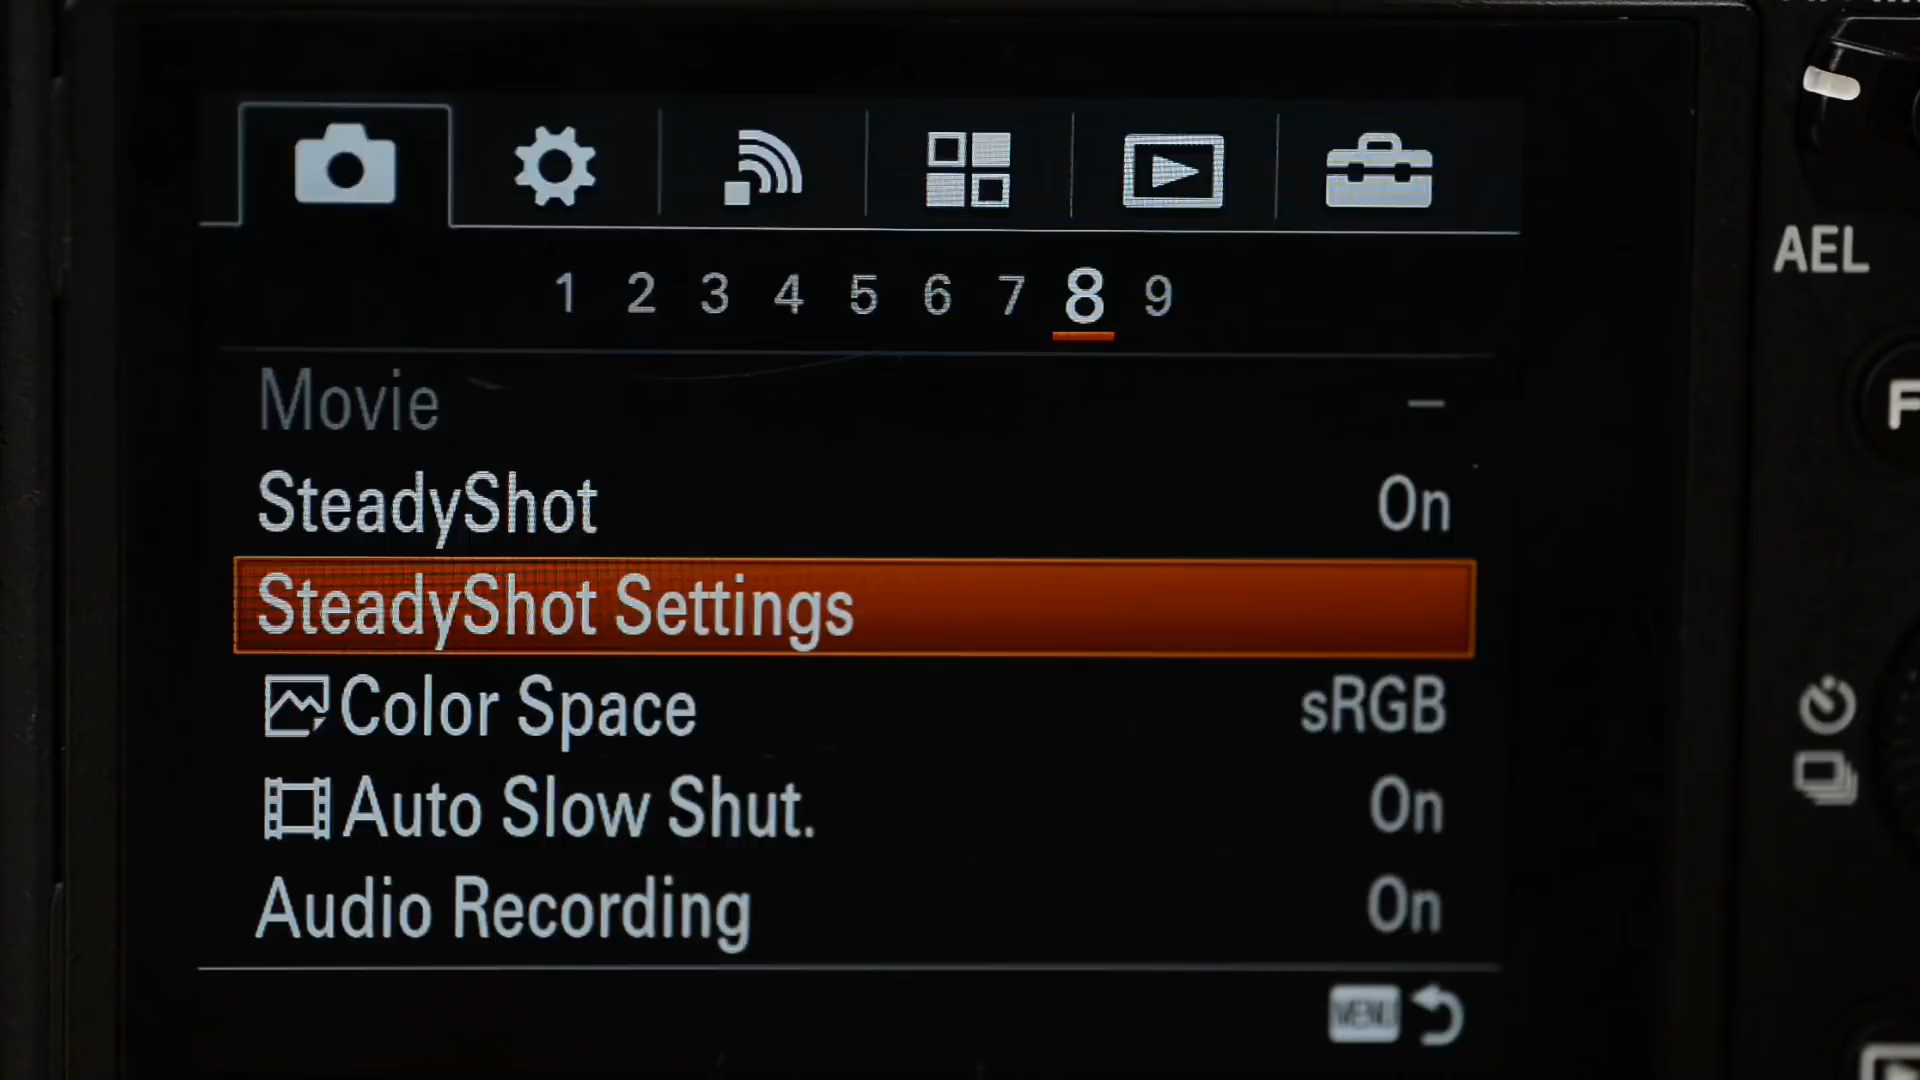 1 2 3 4 5 6 7 8 9
AEL
Movie –
SteadyShot On
SteadyShot Settings
Color Space sRGB
Auto Slow Shut. On
Audio Recording On
MENU